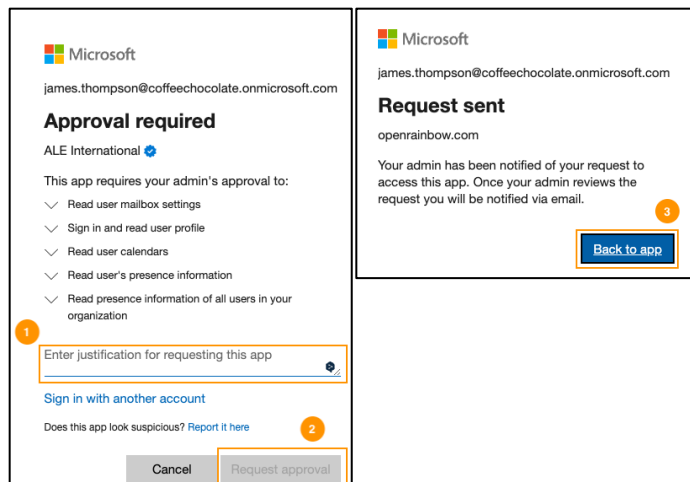 Microsoft
james.thompson@coffeechocolate.onmicrosoft.com
Approval required
ALE International
This app requires your admin's approval to:
Read user mailbox settings
Sign in and read user profile
Read user calendars
Read user's presence information
Read presence information of all users in your
organization
1
Enter justification for requesting this app
Sign in with another account
Does this app look suspicious? Report it here
2
Cancel
Request approval
Microsoft
james.thompson@coffeechocolate.onmicrosoft.com
Request sent
openrainbow.com
Your admin has been notified of your request to
access this app. Once your admin reviews the
request you will be notified via email.
3
Back to app